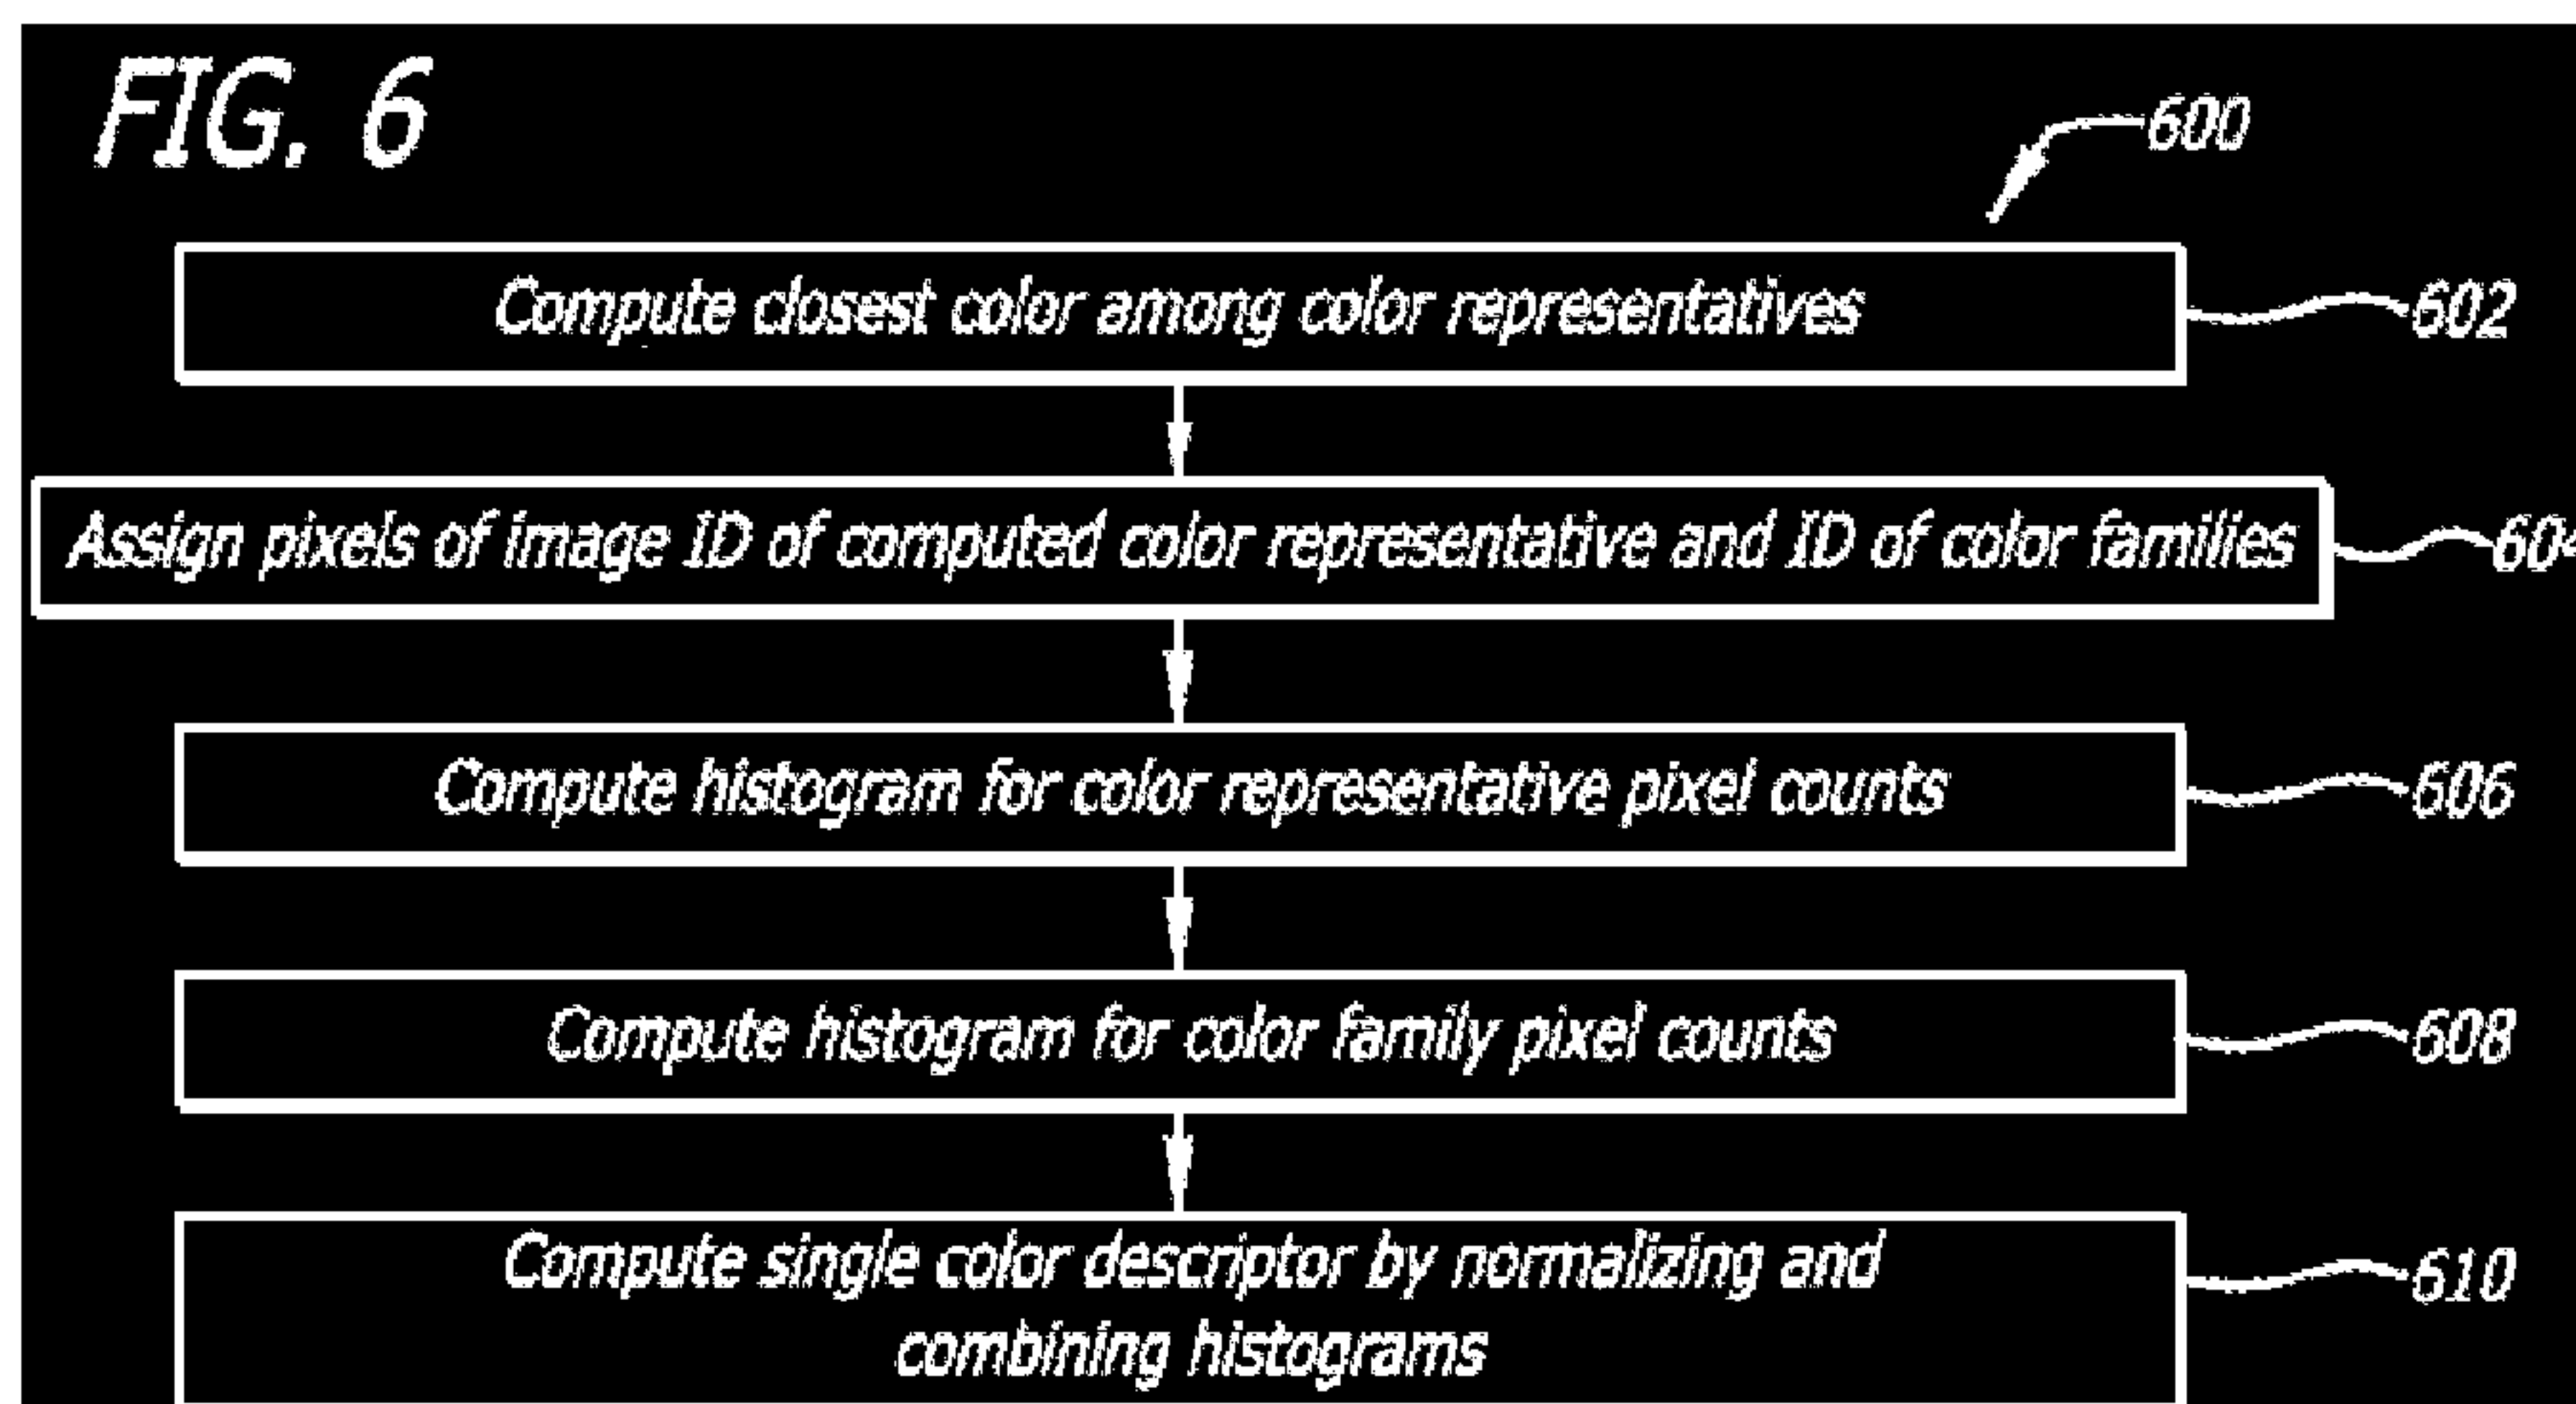 FIG. 6
600
Compute closest color among color representatives
602
Assign pixels of image ID of computed color representative and ID of color families
604
Compute histogram for color representative pixel counts
606
Compute histogram for color family pixel counts
608
Compute single color descriptor by normalizing and
combining histograms
610